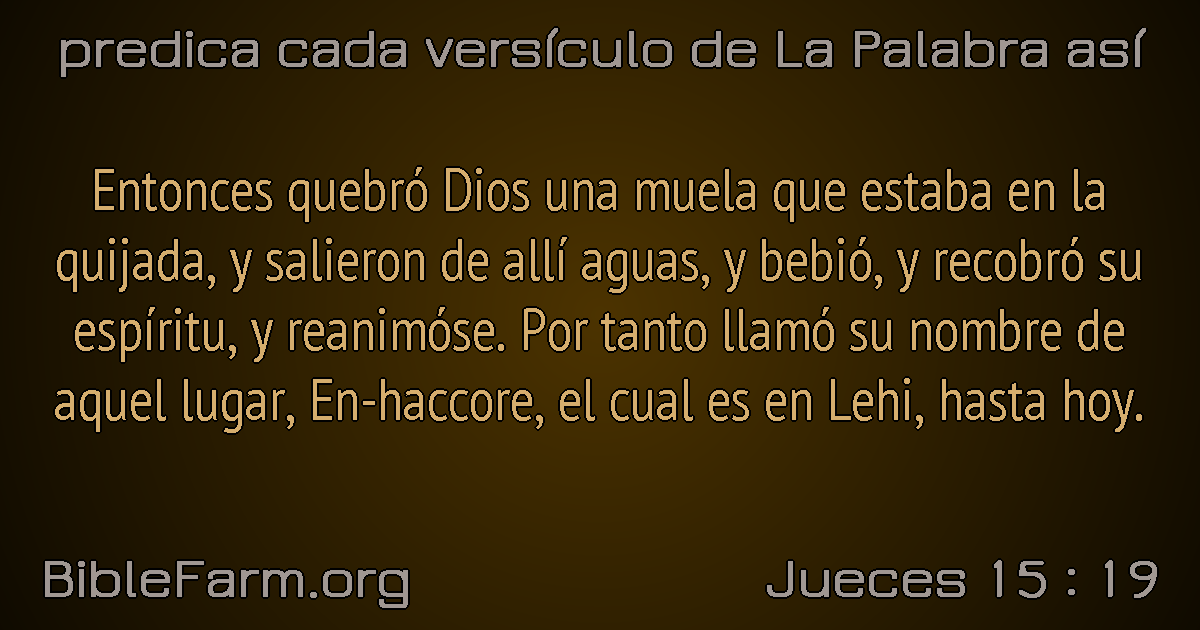 predica cada versículo de La Palabra así
Entonces quebró Dios una muela que estaba en la
quijada, y salieron de allí aguas, y bebió, y recobró su
espíritu, y reanimóse. Por tanto llamó su nombre de
aquel lugar, En-haccore, el cual es en Lehi, hasta hoy.
BibleFarm.org
Jueces 15 : 19